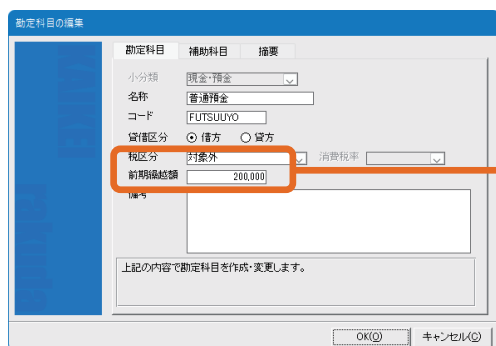 勘定科目の編集
勘定科目 補助科目 摘要
小分類 現金・預金
名称 普通預金
コード FUTSUUYO
貸借区分 借方 貸方
税区分 対象外 消費税率
前期繰越額 200,000
備考
上記の内容で勘定科目を作成・変更します。
OK(O) キャンセル(C)
KAIKEI
rakuda